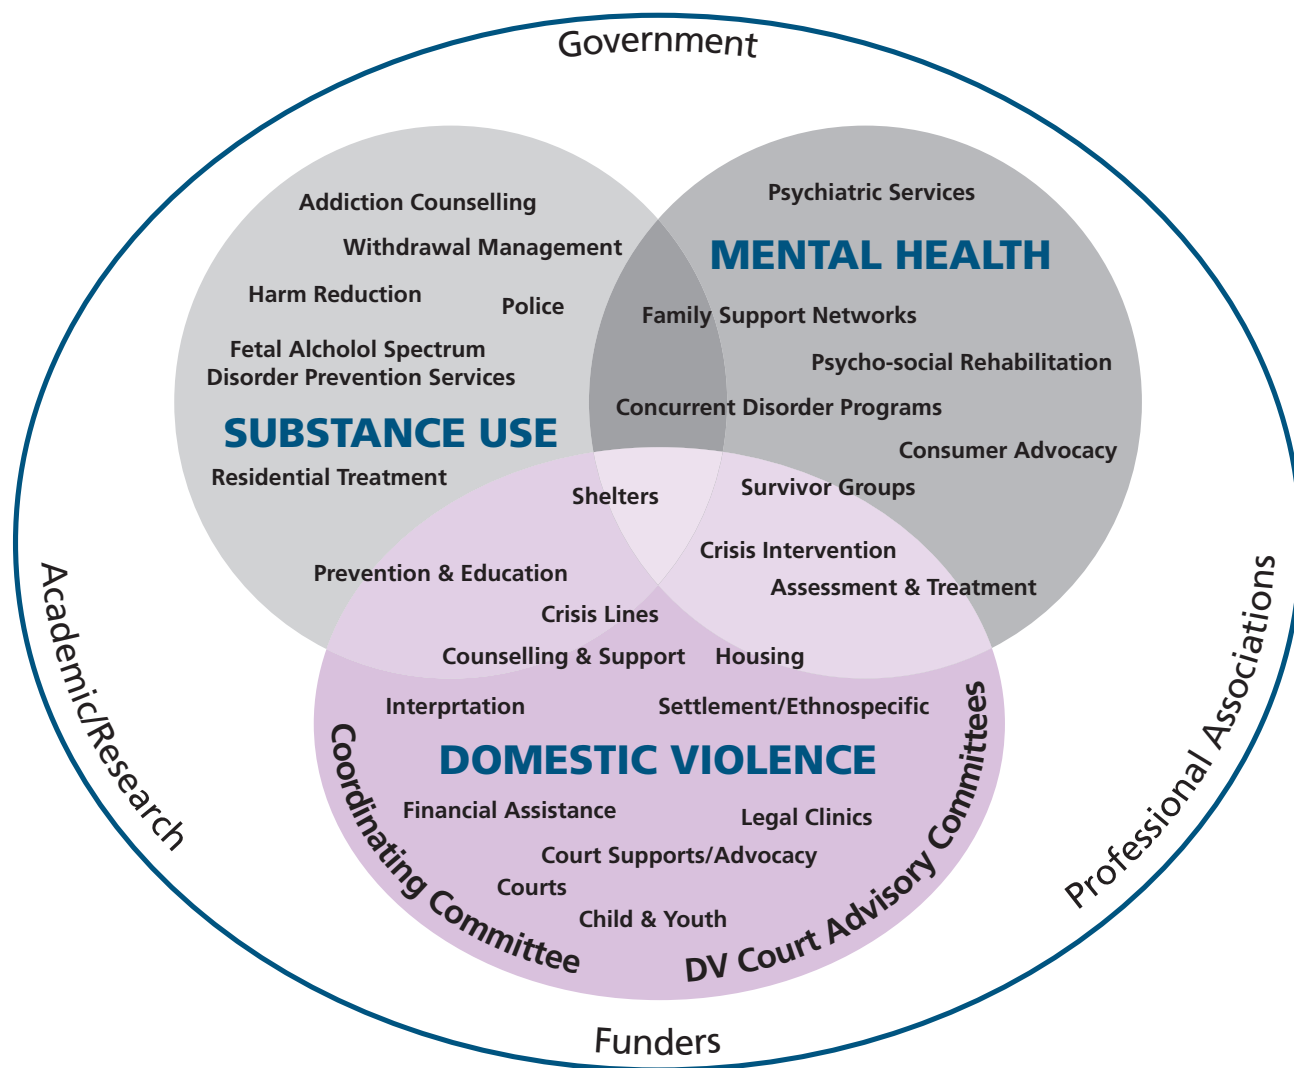 Government
Addiction Counselling
Psychiatric Services
Withdrawal Management
MENTAL HEALTH
Harm Reduction
Police
Family Support Networks
Fetal Alcholol Spectrum
Disorder Prevention Services
Psycho-social Rehabilitation
Concurrent Disorder Programs
SUBSTANCE USE
Consumer Advocacy
Residential Treatment
Shelters
Survivor Groups
Crisis Intervention
Prevention & Education
Assessment & Treatment
Crisis Lines
Counselling & Support
Housing
Interprtation
Settlement/Ethnospecific
DOMESTIC VIOLENCE
Financial Assistance
Legal Clinics
Court Supports/Advocacy
Courts
Child & Youth
Coordinating Committee
DV Court Advisory Committees
Academic/Research
Professional Associations
Funders